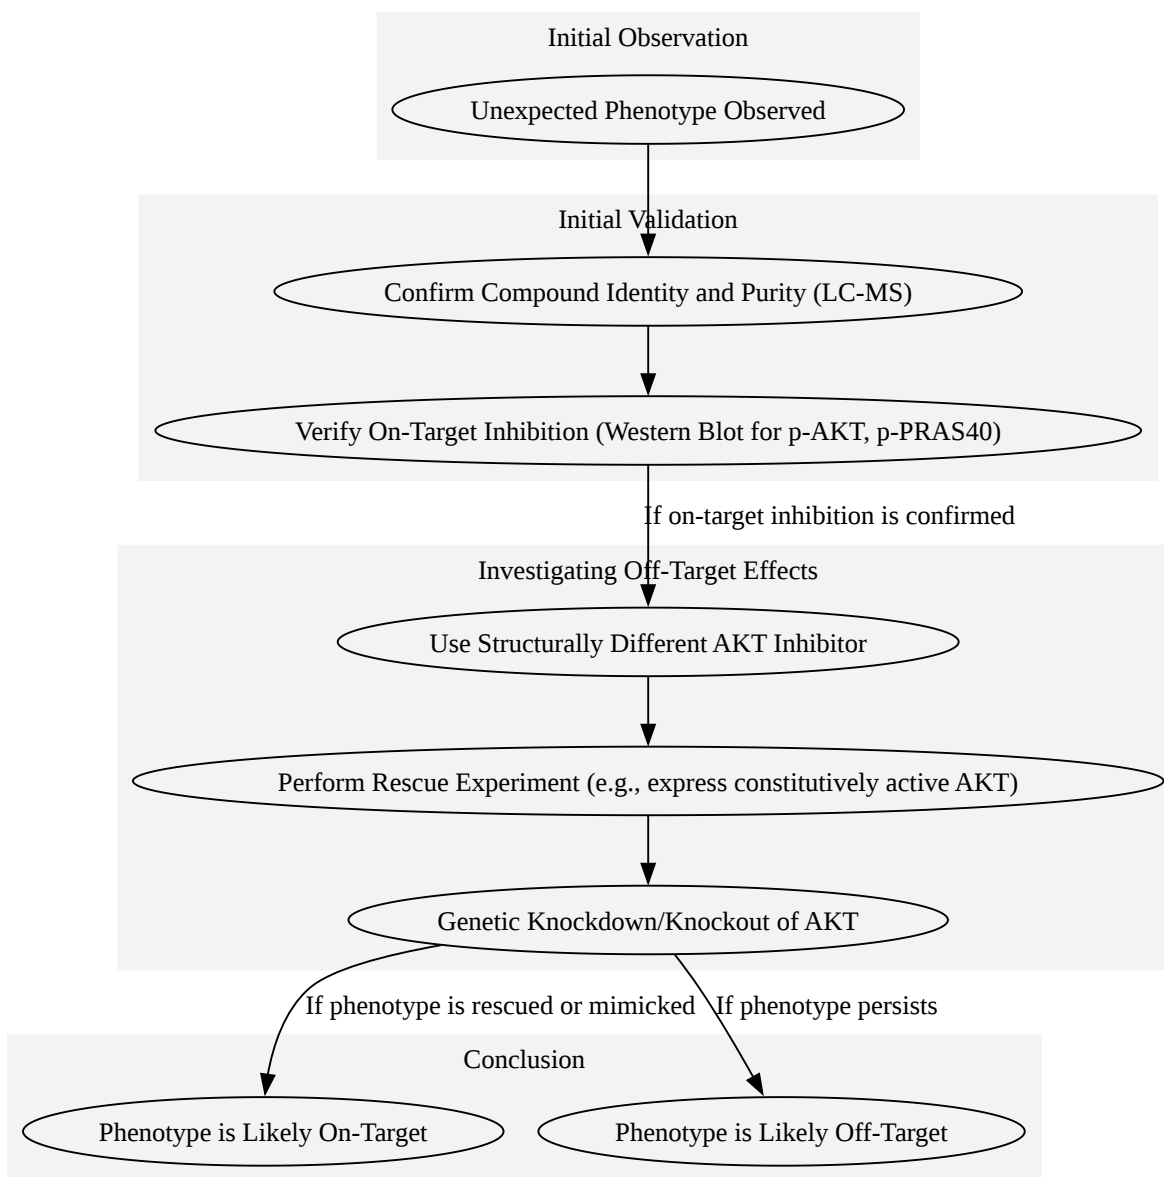 Initial Observation
Unexpected Phenotype Observed
Initial Validation
Confirm Compound Identity and Purity (LC-MS)
Verify On-Target Inhibition (Western Blot for p-AKT, p-PRAS40)
If on-target inhibition is confirmed
Investigating Off-Target Effects
Use Structurally Different AKT Inhibitor
Perform Rescue Experiment (e.g., express constitutively active AKT)
Genetic Knockdown/Knockout of AKT
If phenotype is rescued or mimicked
If phenotype persists
Conclusion
Phenotype is Likely On-Target
Phenotype is Likely Off-Target